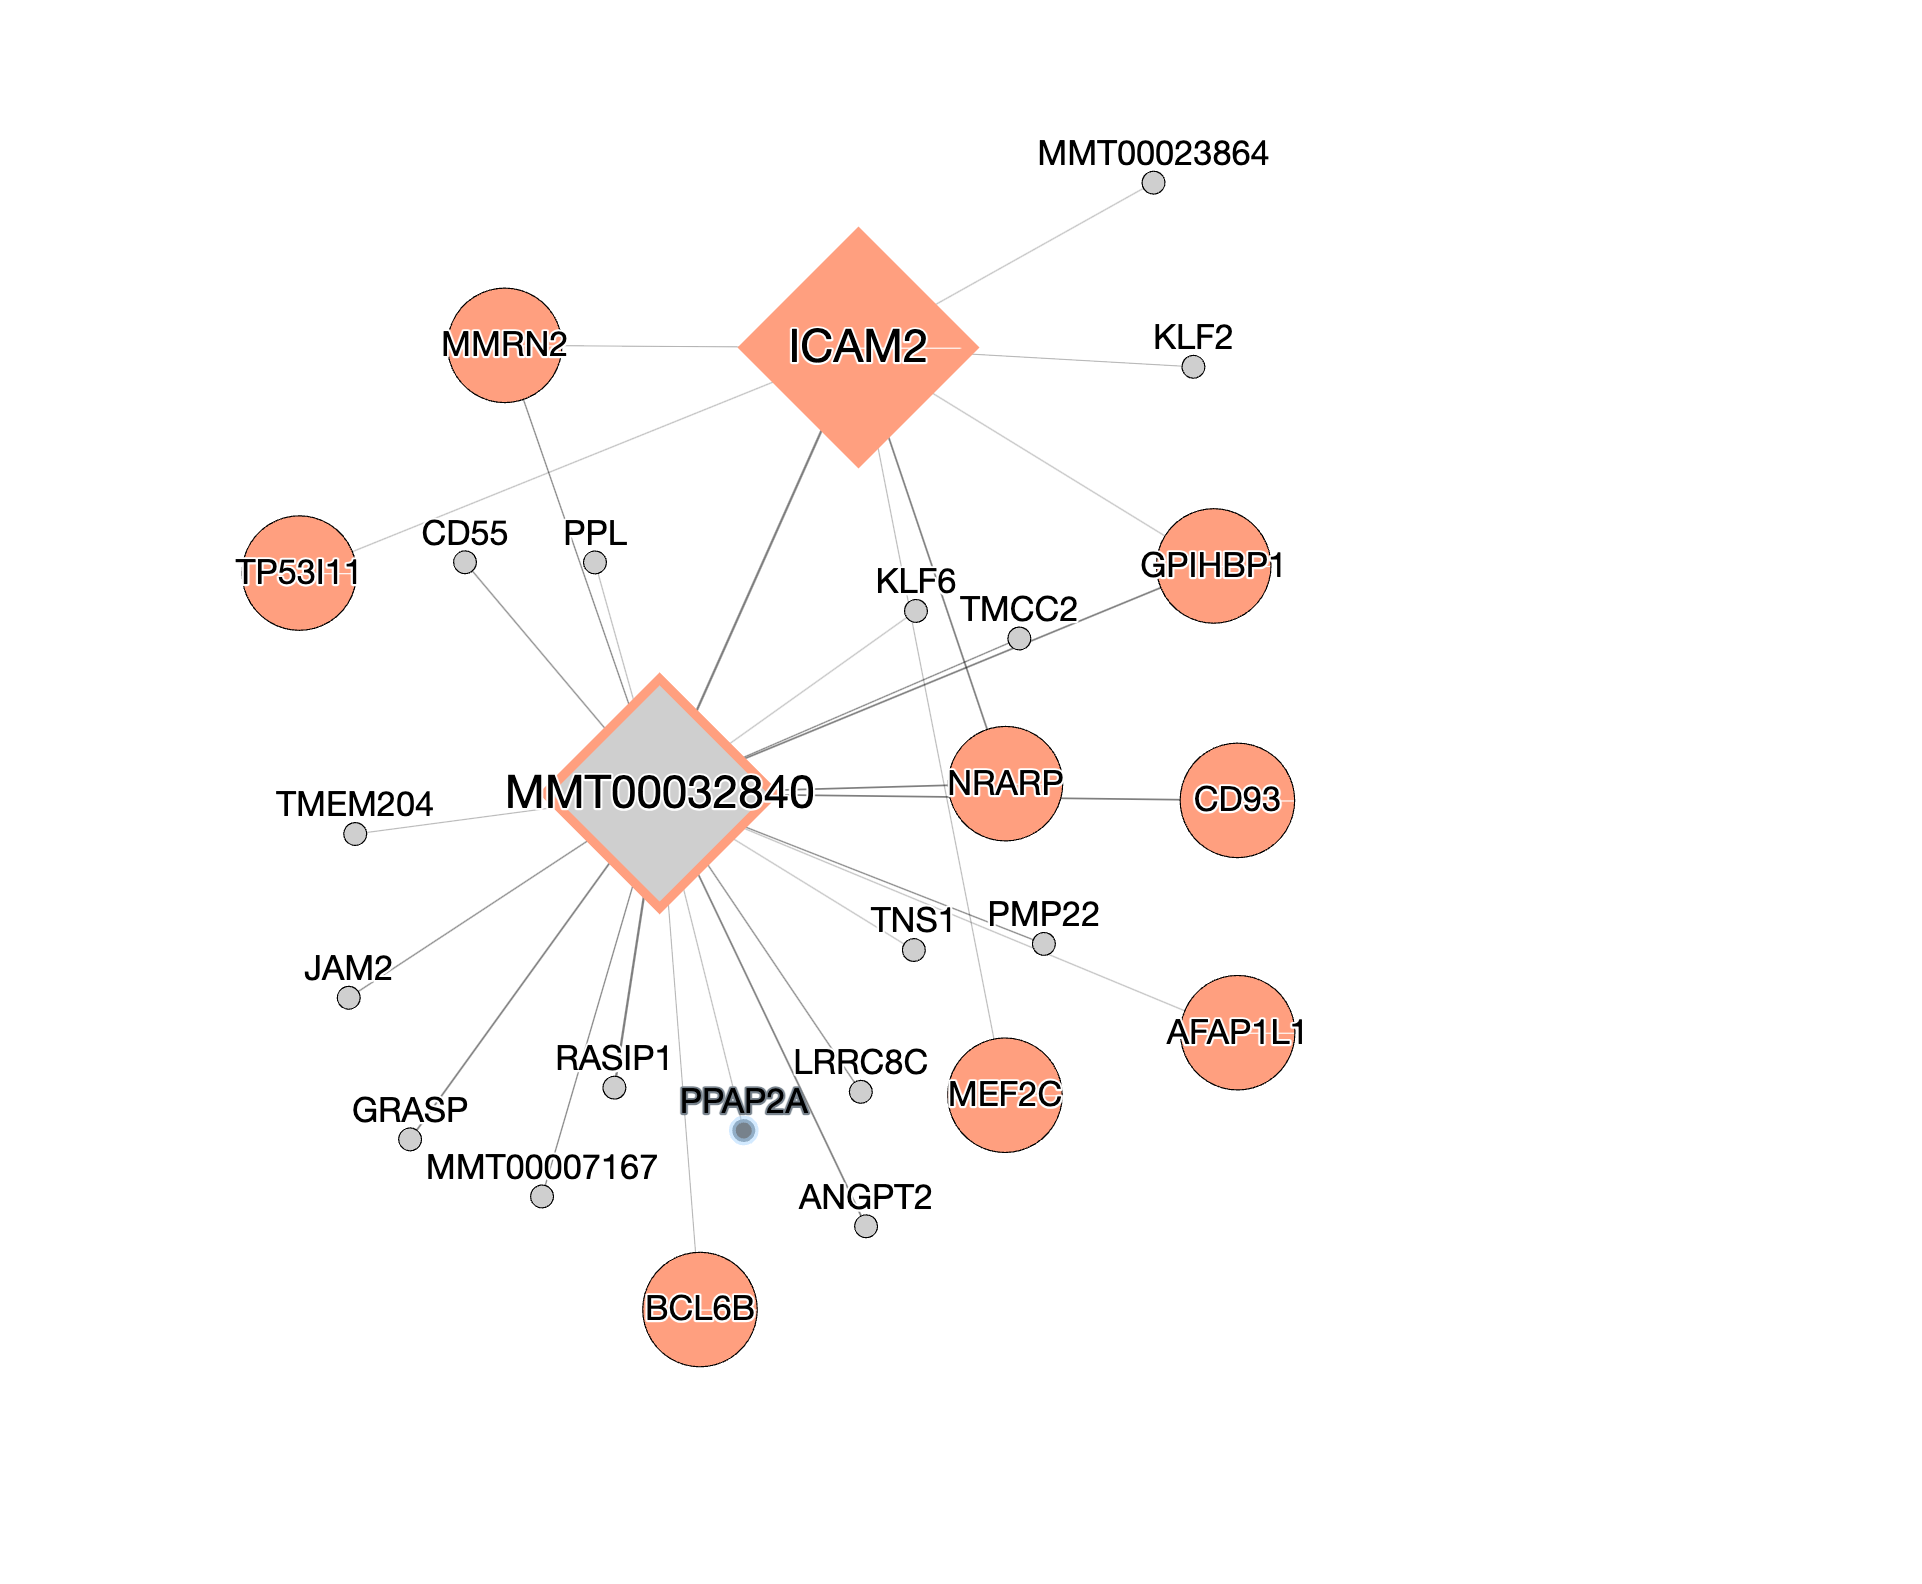 MMT00023864
ICAM2
KLF2
MMRN2
CD55
PPL
TP53I11
GPIHBP1
KLF6
TMCC2
MMT00032840
NRARP
CD93
TMEM204
TNS1
PMP22
JAM2
AFAP1L1
RASIP1
LRRC8C
PPAP2A
MEF2C
GRASP
MMT00007167
ANGPT2
BCL6B